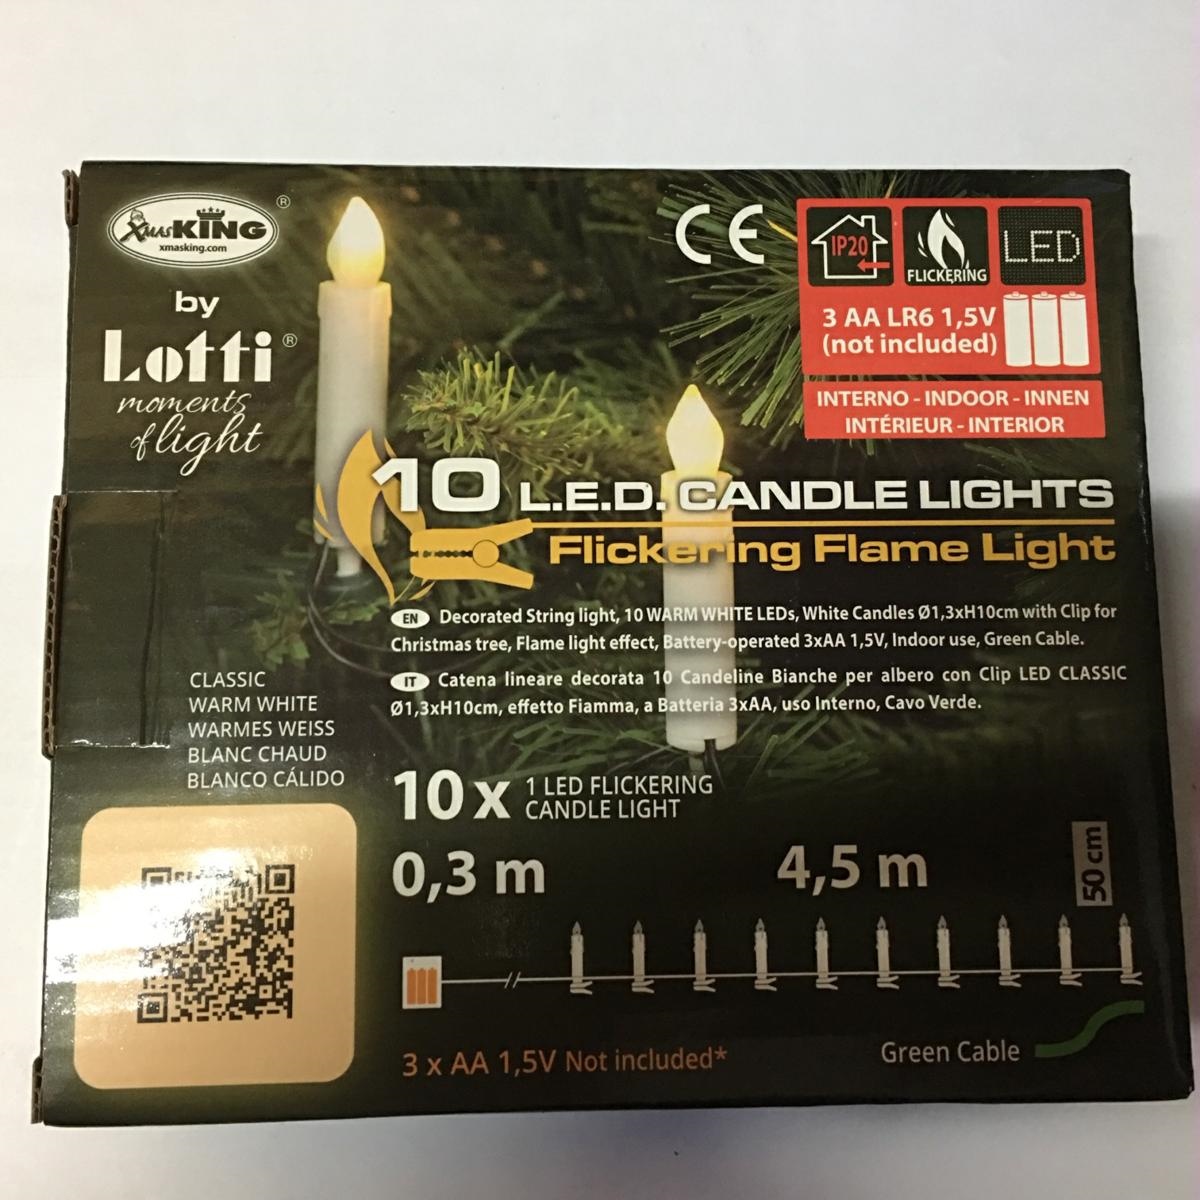 XmasKING ®
xmasking.com
by
Lotti ®
moments
of light
CE
IP20
FLICKERING
LED
3 AA LR6 1,5V
(not included)
INTERNO - INDOOR - INNEN
INTÉRIEUR - INTERIOR
10 L.E.D. CANDLE LIGHTS
Flickering Flame Light
EN Decorated String light, 10 WARM WHITE LEDs, White Candles Ø1,3xH10cm with Clip for
Christmas tree, Flame light effect, Battery-operated 3xAA 1,5V, Indoor use, Green Cable.
IT Catena lineare decorata 10 Candeline Bianche per albero con Clip LED CLASSIC
Ø1,3xH10cm, effetto Fiamma, a Batteria 3xAA, uso Interno, Cavo Verde.
CLASSIC
WARM WHITE
WARMES WEISS
BLANC CHAUD
BLANCO CÁLIDO
10 x 1 LED FLICKERING
CANDLE LIGHT
0,3 m
4,5 m
50 cm
3 x AA 1,5V Not included*
Green Cable